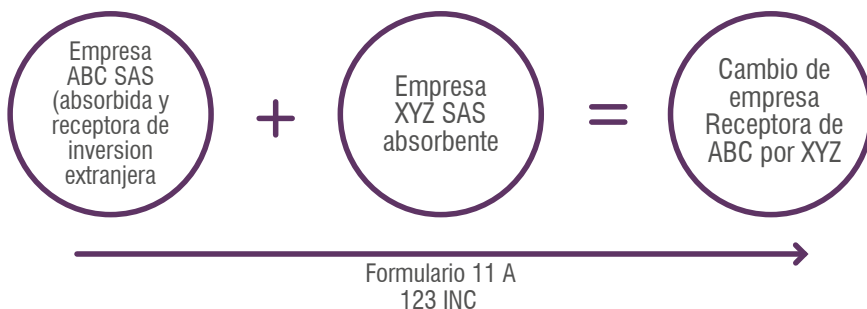 Empresa
ABC SAS
(absorbida y
receptora de
inversion
extranjera
+
Empresa
XYZ SAS
absorbente
=
Cambio de
empresa
Receptora de
ABC por XYZ
Formulario 11 A
123 INC